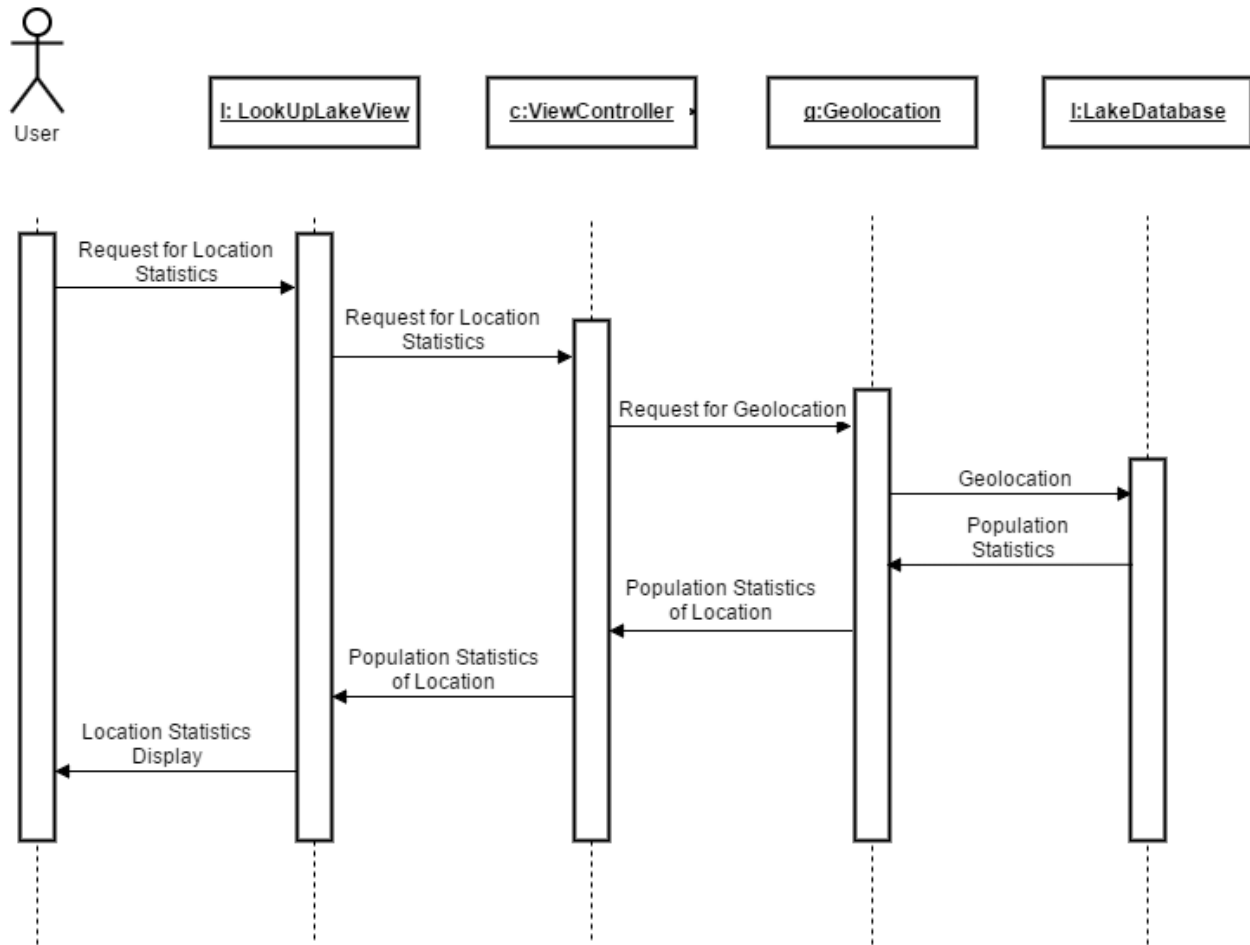 User
l: LookUpLakeView
c:ViewController
g:Geolocation
l:LakeDatabase
Request for Location
Statistics
Request for Location
Statistics
Request for Geolocation
Geolocation
Population
Statistics
Population Statistics
of Location
Population Statistics
of Location
Location Statistics
Display